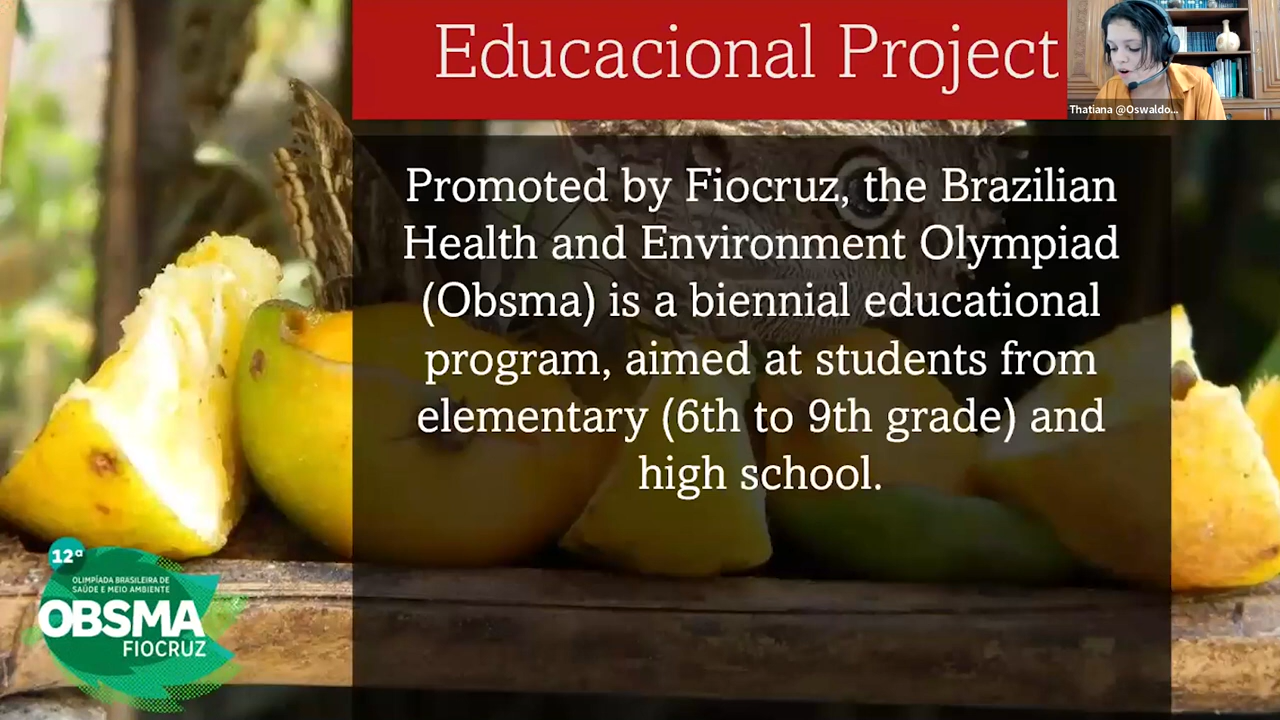 Educacional Project
Thatiana @Oswaldo...
Promoted by Fiocruz, the Brazilian
Health and Environment Olympiad
(Obsma) is a biennial educational
program, aimed at students from
elementary (6th to 9th grade) and
high school.
12ª
OLIMPÍADA BRASILEIRA DE
SAÚDE E MEIO AMBIENTE
OBSMA
FIOCRUZ